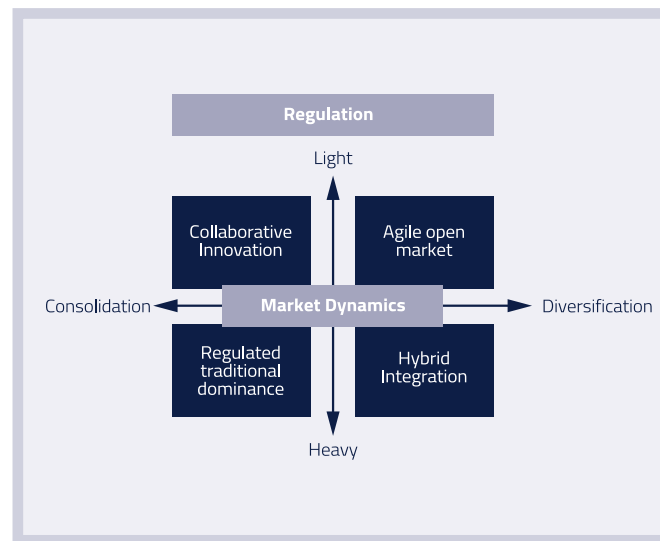 Regulation
Light
Collaborative
Innovation
Agile open
market
Consolidation
Market Dynamics
Diversification
Regulated
traditional
dominance
Hybrid
Integration
Heavy